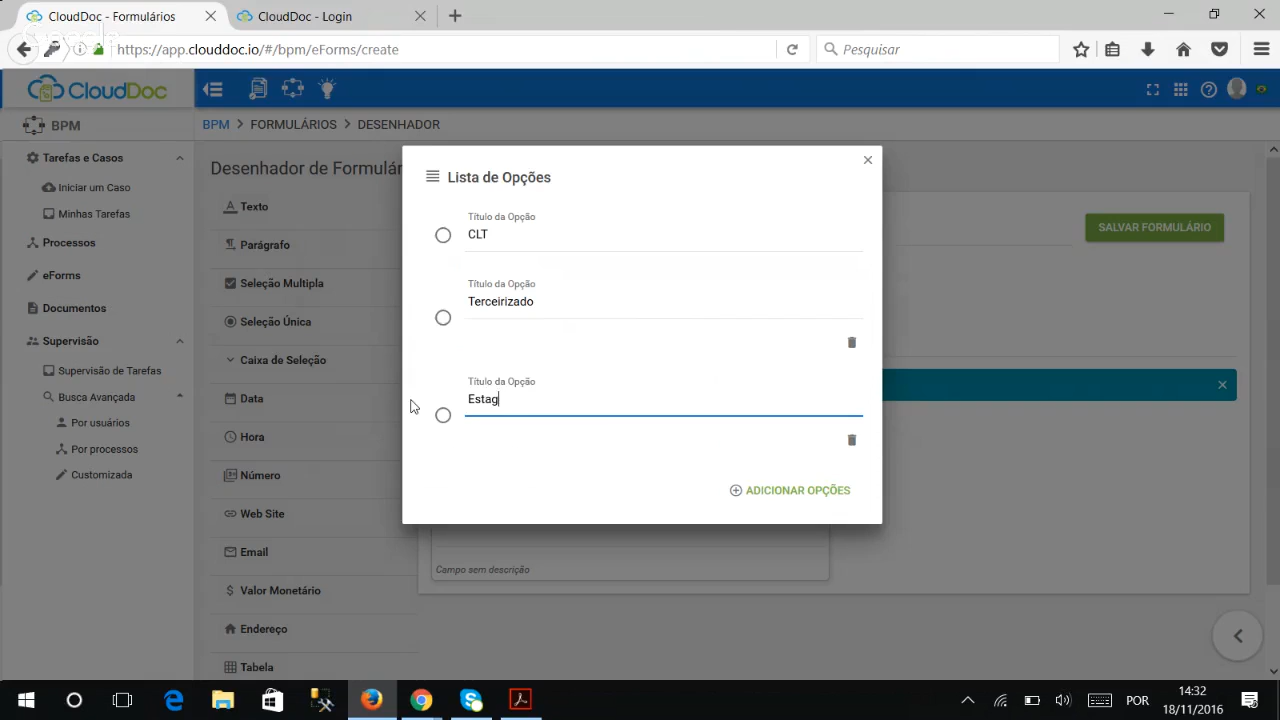 CloudDoc - Formulários
CloudDoc - Login
https://app.clouddoc.io/#/bpm/eForms/create
Pesquisar
CloudDoc
BPM
BPM > FORMULÁRIOS > DESENHADOR
Tarefas e Casos
Iniciar um Caso
Minhas Tarefas
Processos
eForms
Documentos
Supervisão
Supervisão de Tarefas
Busca Avançada
Por usuários
Por processos
Customizada
Desenhador de Formulár
Texto
Parágrafo
Seleção Multipla
Seleção Única
Caixa de Seleção
Data
Hora
Número
Web Site
Email
Valor Monetário
Endereço
Tabela
Lista de Opções
Título da Opção
CLT
Título da Opção
Terceirizado
Título da Opção
Estag
ADICIONAR OPÇÕES
SALVAR FORMULÁRIO
Campo sem descrição
POR
14:32
18/11/2016